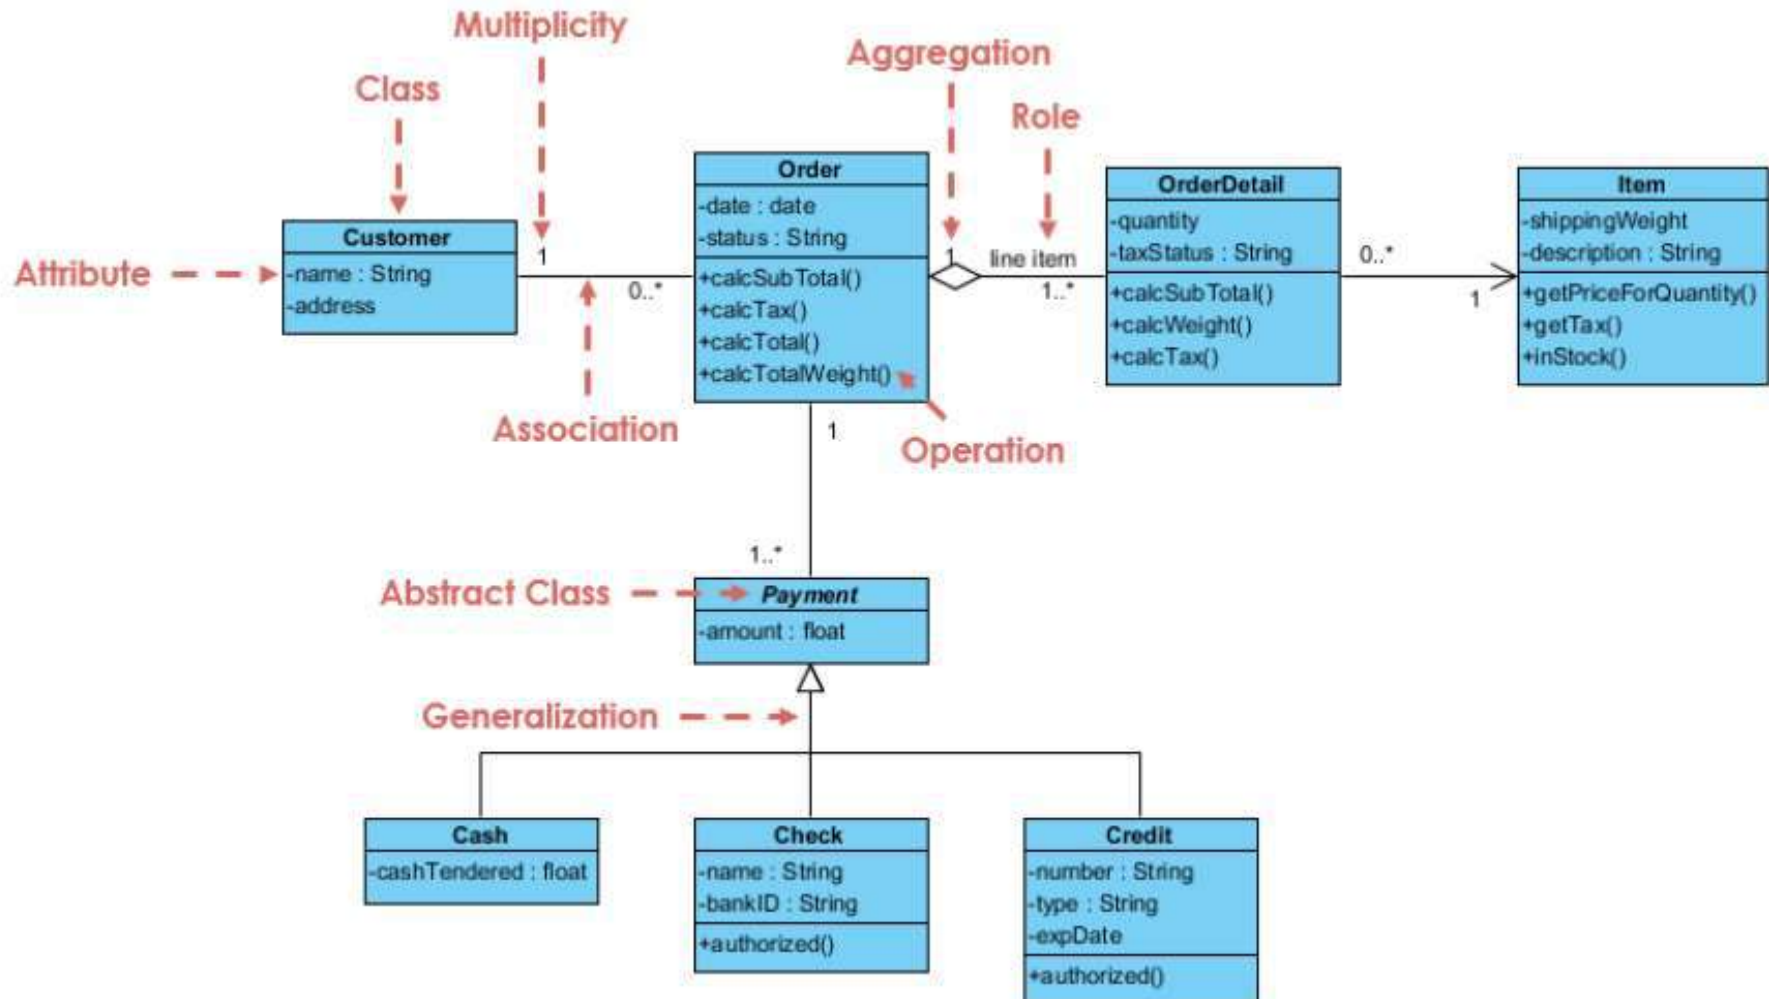 Multiplicity
Aggregation
Class
Role
Attribute
Customer
-name : String
-address
1
0..*
Association
Order
-date : date
-status : String
+calcSubTotal()
+calcTax()
+calcTotal()
+calcTotalWeight()
Operation
1
line item
1..*
OrderDetail
-quantity
-taxStatus : String
+calcSubTotal()
+calcWeight()
+calcTax()
0..*
1
Item
-shippingWeight
-description : String
+getPriceForQuantity()
+getTax()
+inStock()
1
1..*
Abstract Class
Payment
-amount : float
Generalization
Cash
-cashTendered : float
Check
-name : String
-bankID : String
+authorized()
Credit
-number : String
-type : String
-expDate
+authorized()